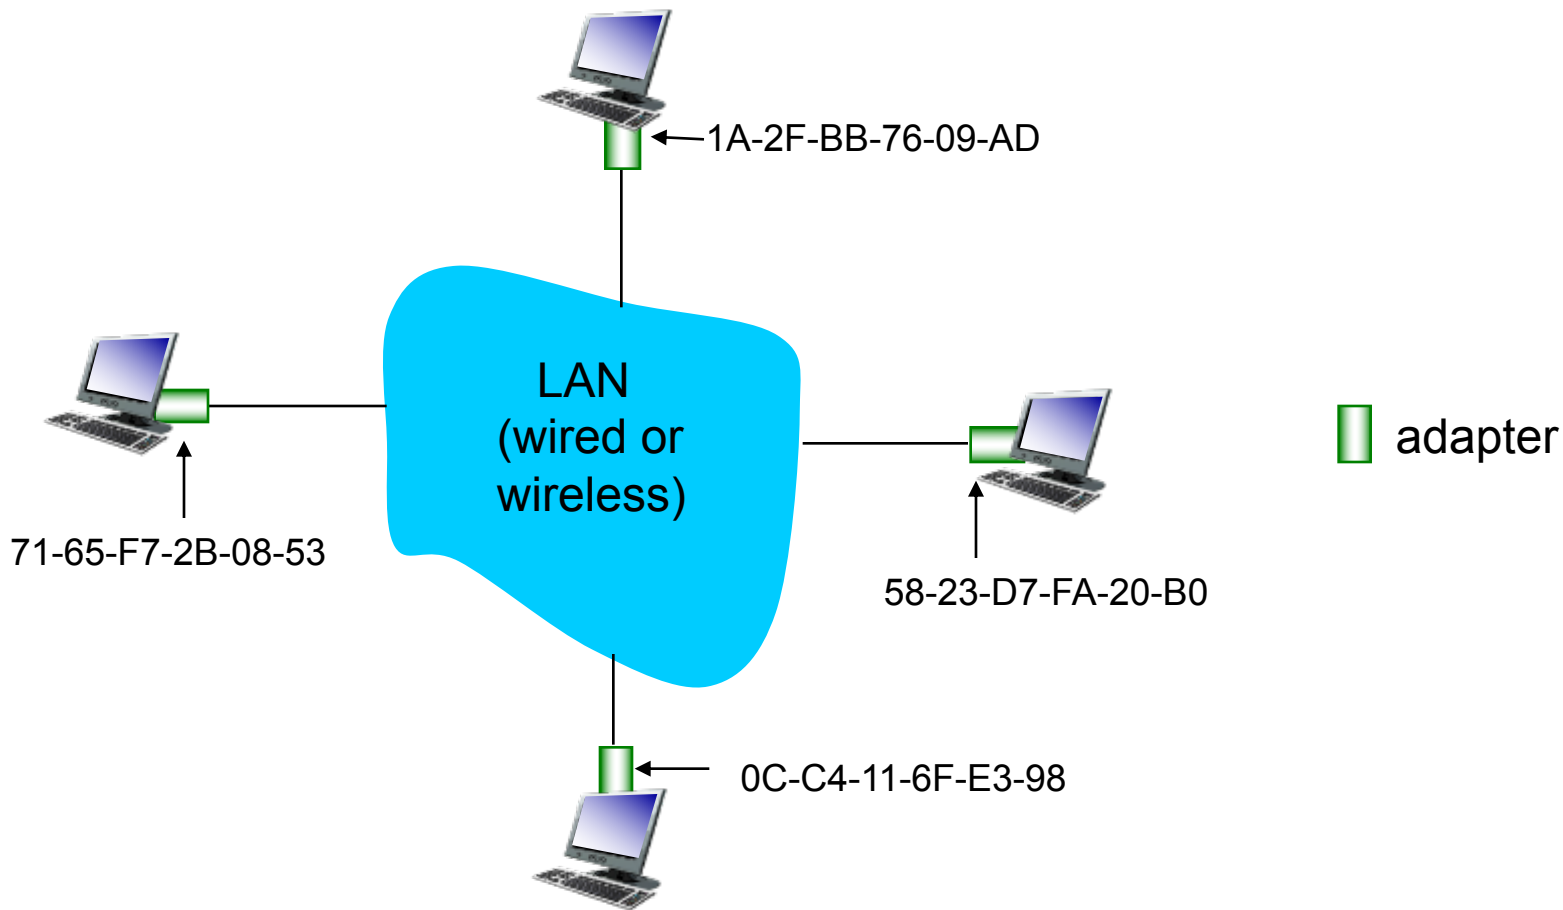 1A-2F-BB-76-09-AD
LAN
(wired or
wireless)
adapter
71-65-F7-2B-08-53
58-23-D7-FA-20-B0
0C-C4-11-6F-E3-98